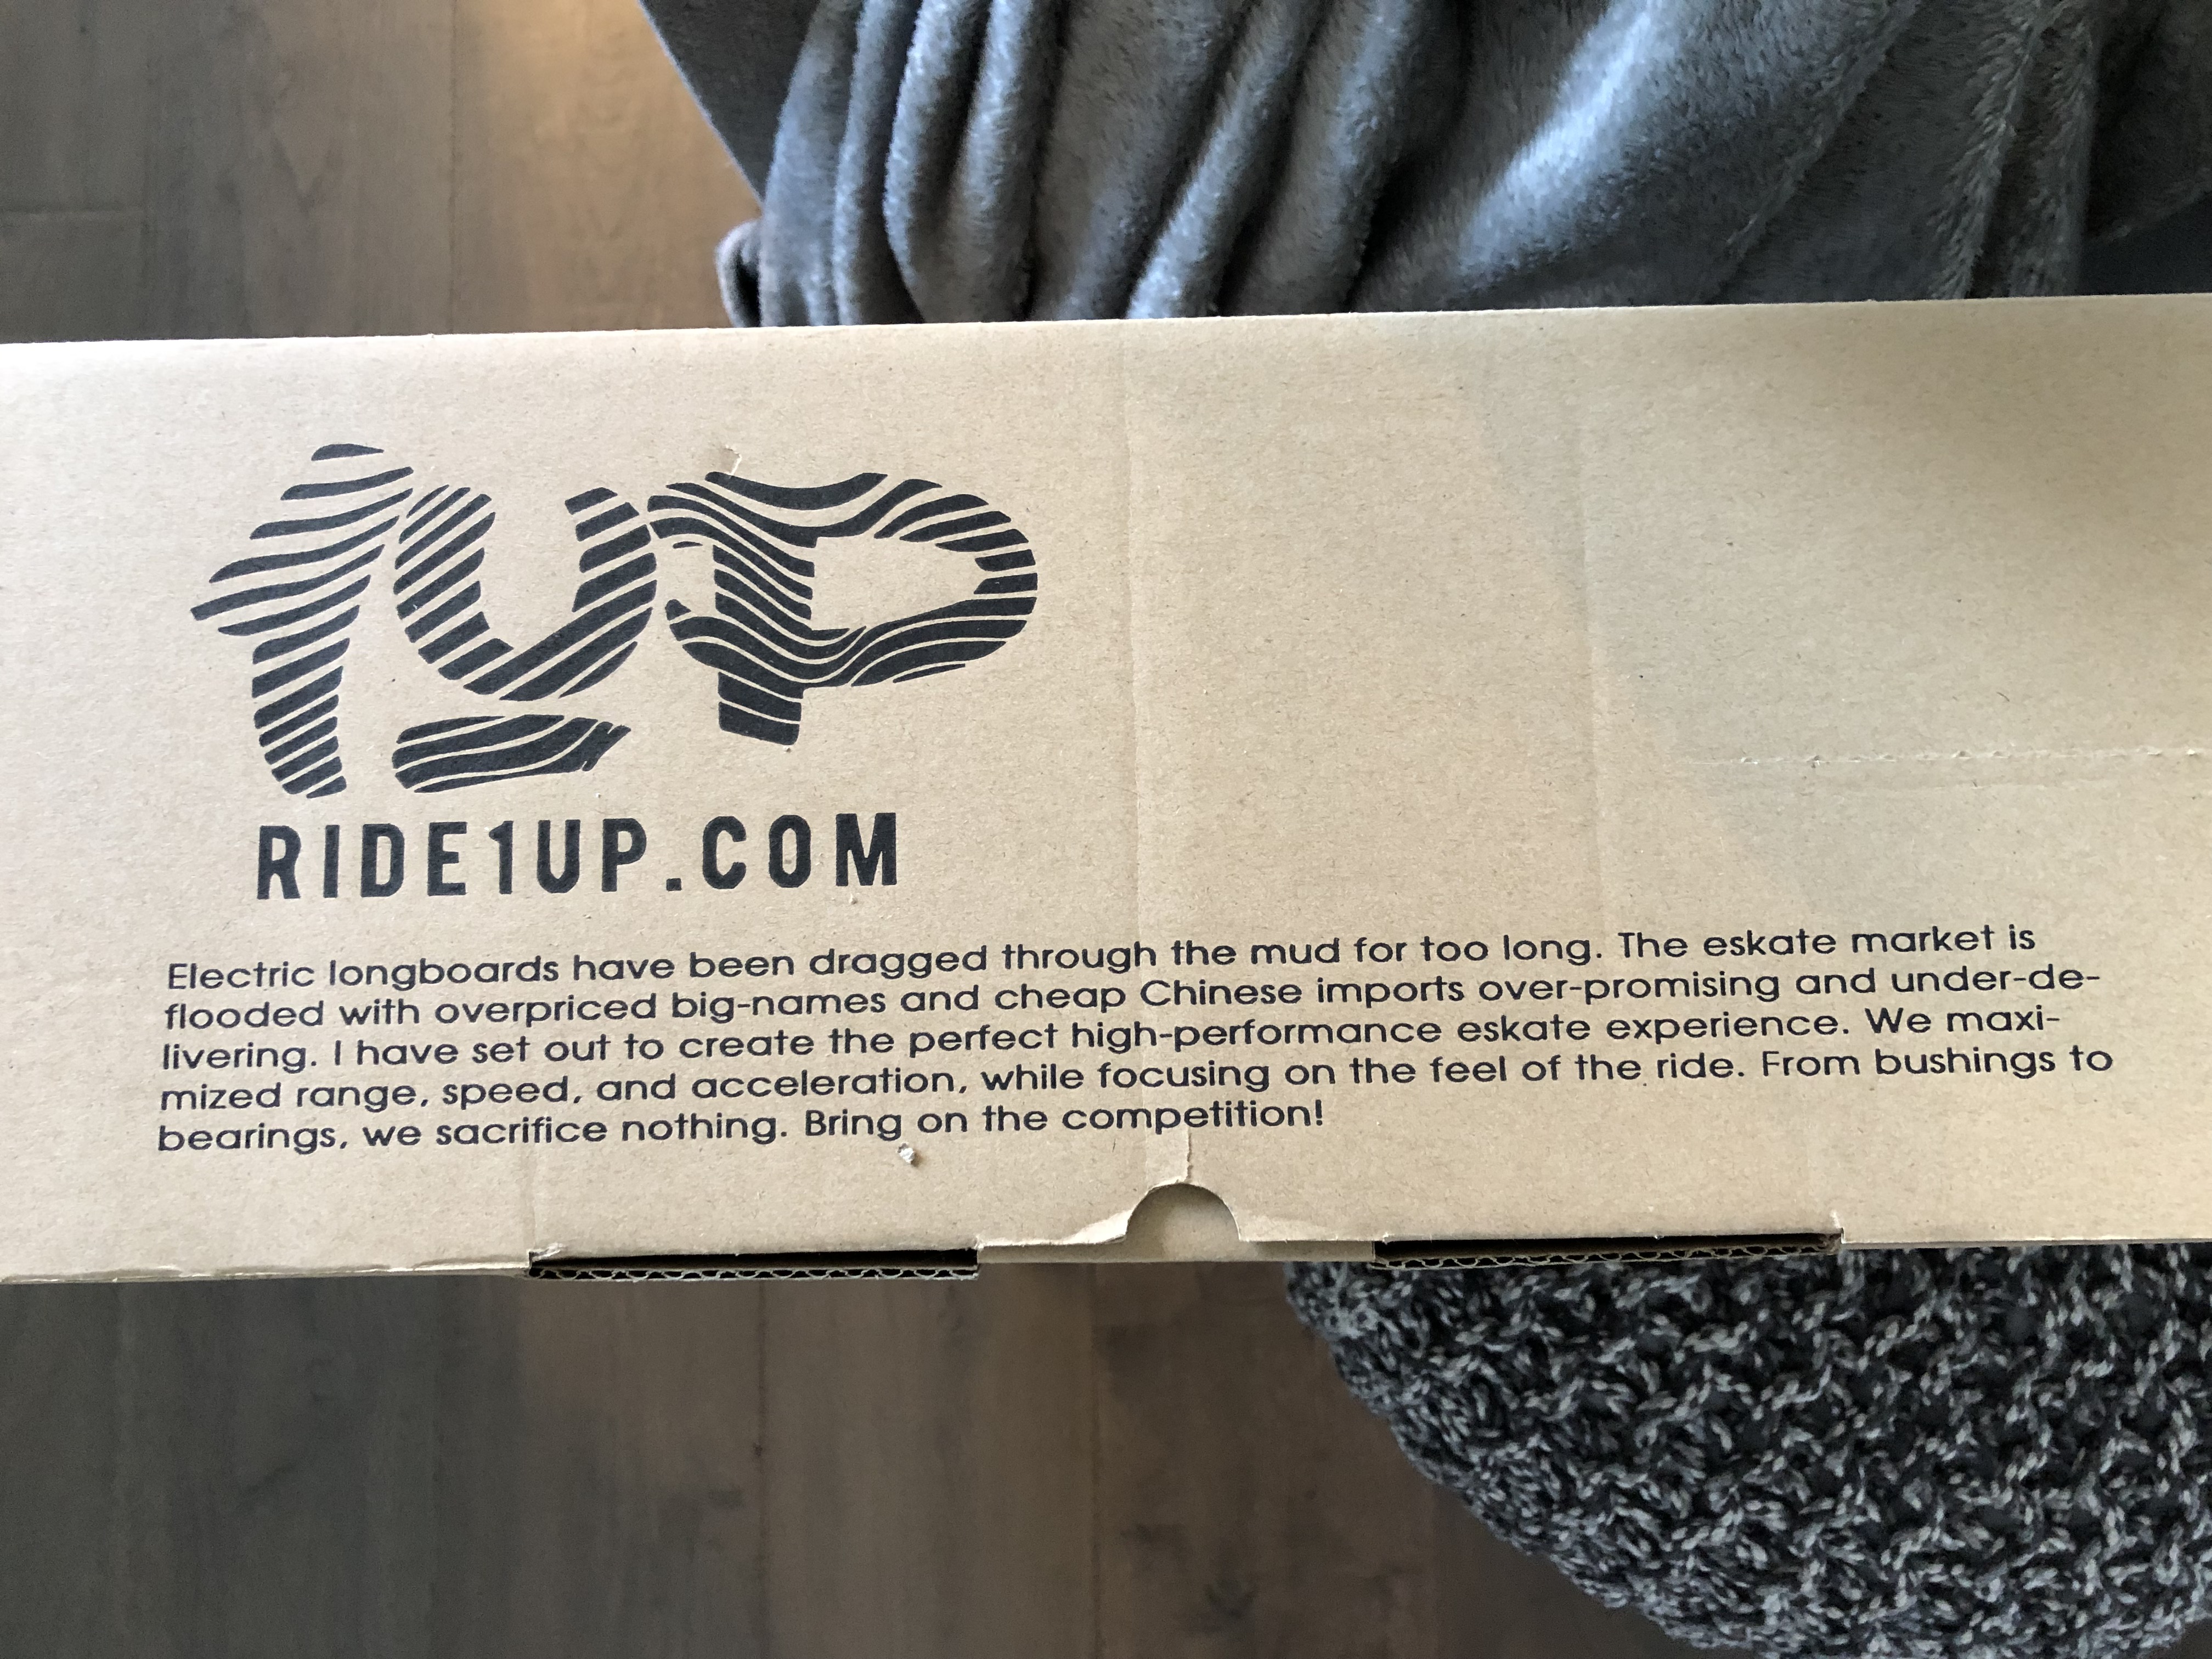 1UP
RIDE1UP.COM
Electric longboards have been dragged through the mud for too long. The eskate market is
flooded with overpriced big-names and cheap Chinese imports over-promising and under-de-
livering. I have set out to create the perfect high-performance eskate experience. We maxi-
mized range, speed, and acceleration, while focusing on the feel of the ride. From bushings to
bearings, we sacrifice nothing. Bring on the competition!